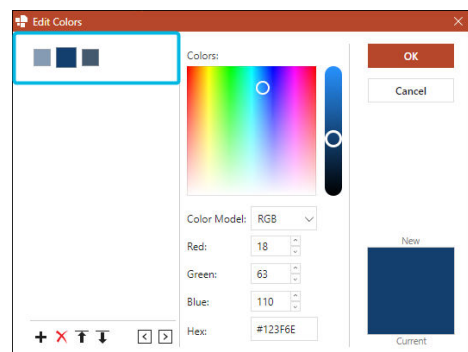 Edit Colors
Colors:
OK
Cancel
Color Model: RGB
Red: 18
Green: 63
Blue: 110
Hex: #123F6E
New
Current